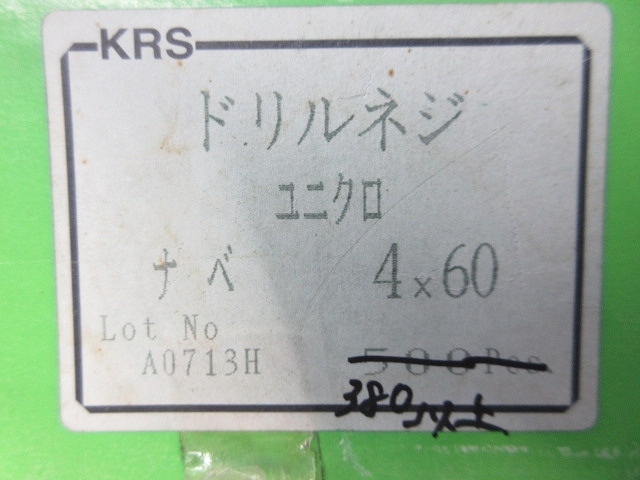 KRS
ドリルネジ
ユニクロ
ナベ 4×60
Lot No
A0713H 500Pcs
380以上